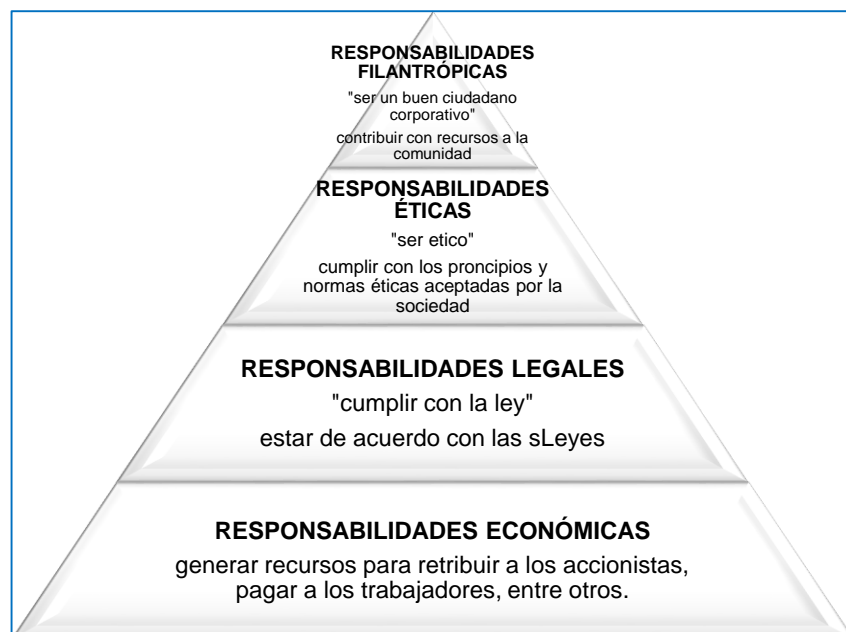 RESPONSABILIDADES
FILANTRÓPICAS
"ser un buen ciudadano
corporativo"
contribuir con recursos a la
comunidad
RESPONSABILIDADES
ÉTICAS
"ser etico"
cumplir con los proncipios y
normas éticas aceptadas por la
sociedad
RESPONSABILIDADES LEGALES
"cumplir con la ley"
estar de acuerdo con las sLeyes
RESPONSABILIDADES ECONÓMICAS
generar recursos para retribuir a los accionistas,
pagar a los trabajadores, entre otros.